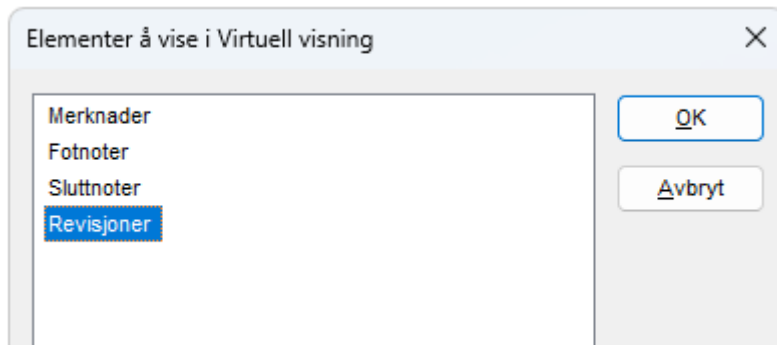 Elementer å vise i Virtuell visning
Merknader
Fotnoter
Sluttnoter
Revisjoner
OK
Avbryt